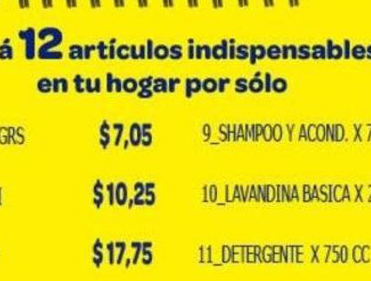 á 12 artículos indispensables
en tu hogar por sólo
GRS $7,05 9_SHAMPOO Y ACOND. X 7
$10,25 10_LAVANDINA BASICA X 2
$17,75 11_DETERGENTE X 750 CC